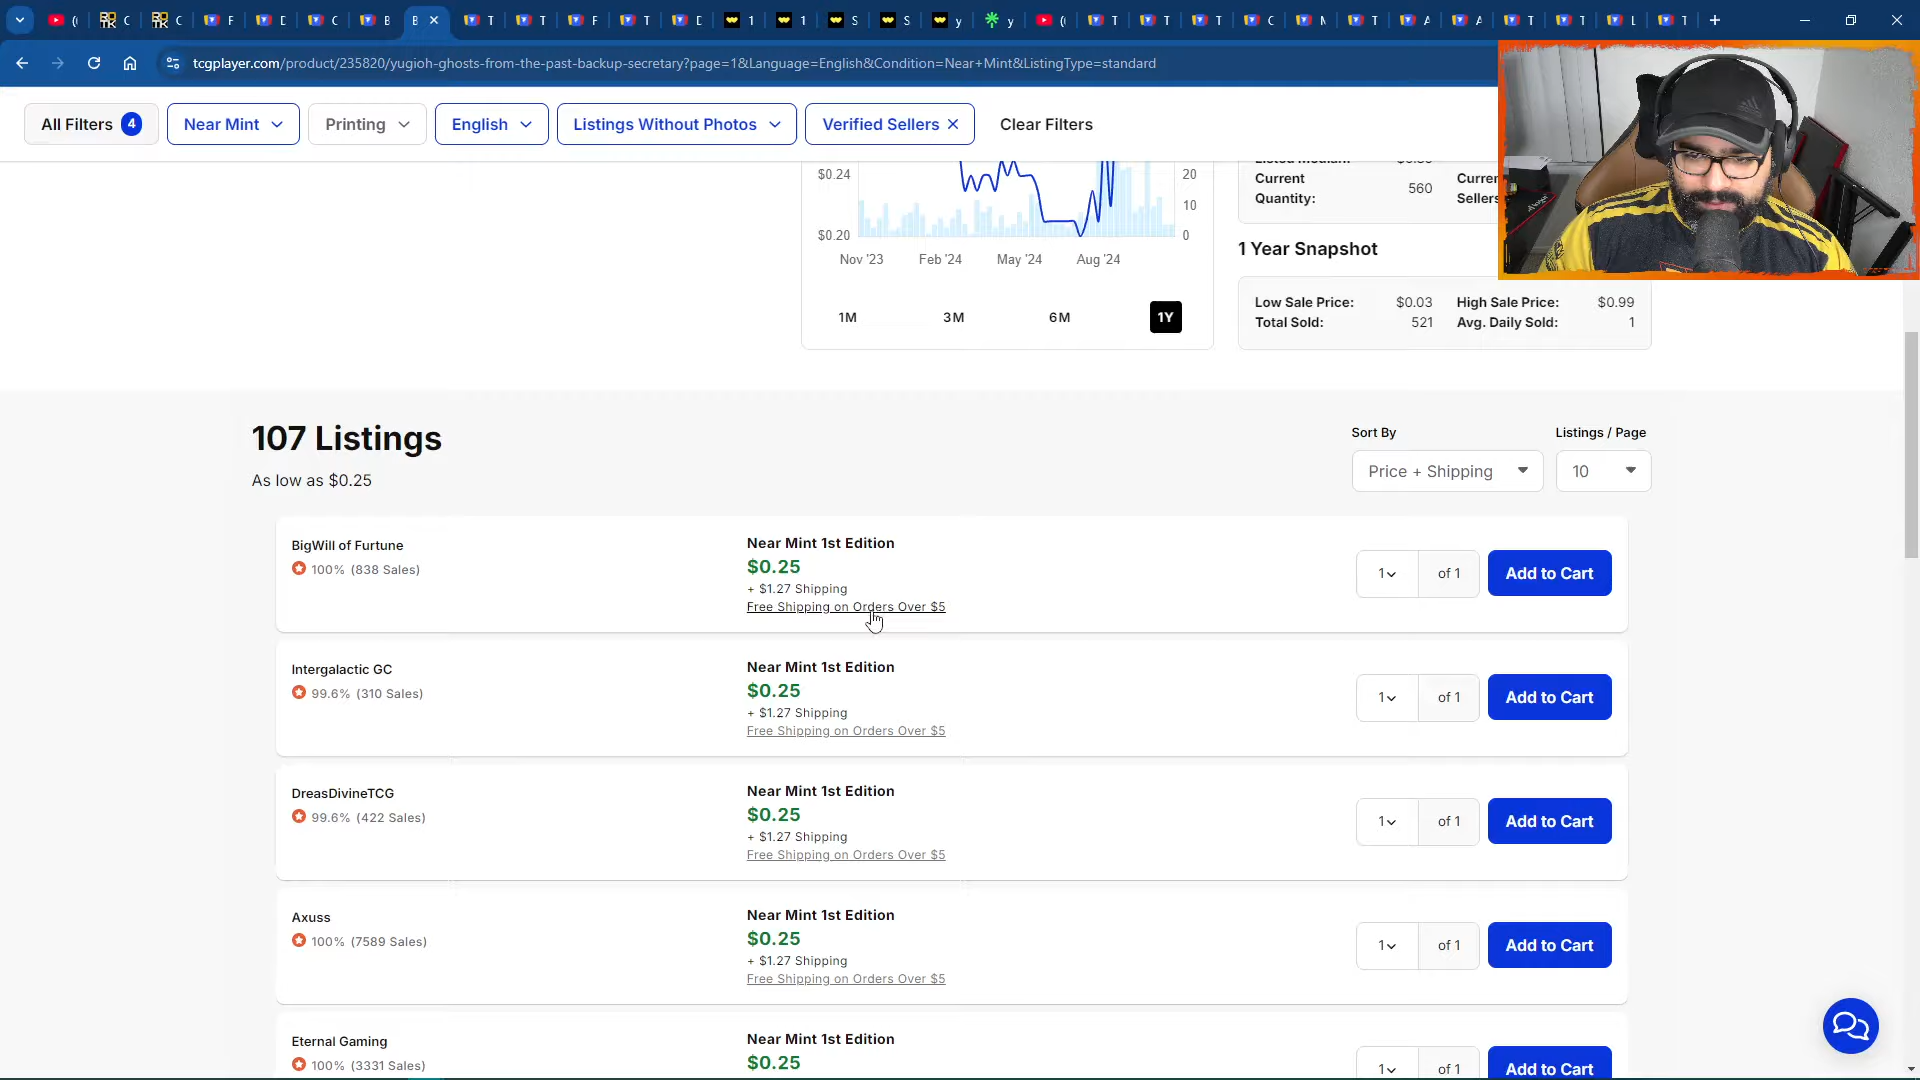 tcgplayer.com/product/235820/yugioh-ghosts-from-the-past-backup-secretary?page=1&Language=English&Condition=Near+Mint&ListingType=standard
All Filters 4
Near Mint
Printing
English
Listings Without Photos
Verified Sellers
Clear Filters
$0.24
20
10
$0.20
0
Nov '23
Feb '24
May '24
Aug '24
1M
3M
6M
1Y
Current Quantity:
560
Sellers
1 Year Snapshot
Low Sale Price:
$0.03
High Sale Price:
$0.99
Total Sold:
521
Avg. Daily Sold:
1
107 Listings
As low as $0.25
Sort By
Price + Shipping
Listings / Page
10
BigWill of Furtune
100% (838 Sales)
Near Mint 1st Edition
$0.25
+ $1.27 Shipping
Free Shipping on Orders Over $5
1
of 1
Add to Cart
Intergalactic GC
99.6% (310 Sales)
Near Mint 1st Edition
$0.25
+ $1.27 Shipping
Free Shipping on Orders Over $5
1
of 1
Add to Cart
DreasDivineTCG
99.6% (422 Sales)
Near Mint 1st Edition
$0.25
+ $1.27 Shipping
Free Shipping on Orders Over $5
1
of 1
Add to Cart
Axuss
100% (7589 Sales)
Near Mint 1st Edition
$0.25
+ $1.27 Shipping
Free Shipping on Orders Over $5
1
of 1
Add to Cart
Eternal Gaming
100% (3331 Sales)
Near Mint 1st Edition
$0.25
1
of 1
Add to Cart